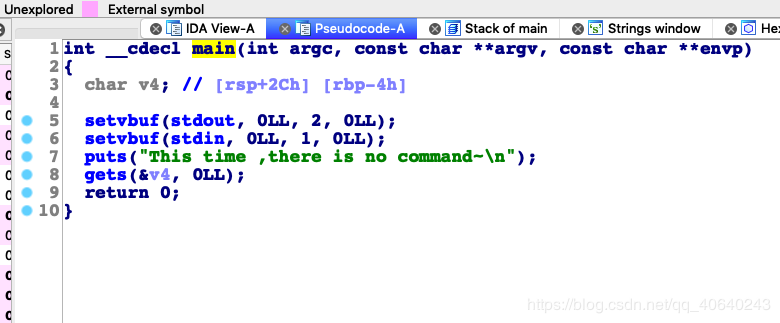 Unexplored External symbol
IDA View-A Pseudocode-A Stack of main Strings window He
1 int __cdecl main(int argc, const char **argv, const char **envp)
2 {
3 char v4; // [rsp+2Ch] [rbp-4h]
4
5 setvbuf(stdout, 0LL, 2, 0LL);
6 setvbuf(stdin, 0LL, 1, 0LL);
7 puts("This time ,there is no command~\n");
8 gets(&v4, 0LL);
9 return 0;
10 }
https://blog.csdn.net/qq_40640243